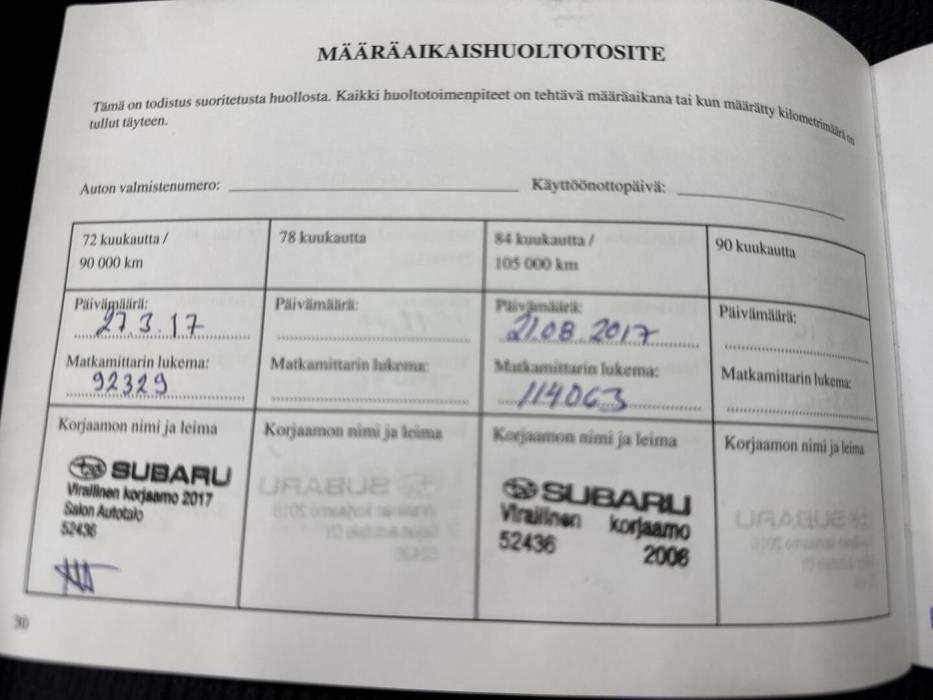 MÄÄRÄAIKAISHUOLTOTOSITE
Tämä on todistus suoritetusta huollosta. Kaikki huoltotoimenpiteet on tehtävä määräaikana tai kun määrätty kilometrimäärä on
tullut täyteen.
Auton valmistenumero:
Käyttöönottopäivä:
72 kuukautta /
90 000 km
Päivämäärä:
27.3.17
Matkamittarin lukema:
92329
Korjaamon nimi ja leima
SUBARU
Virallinen korjaamo 2017
Salon Autotalo
52436
78 kuukautta
Päivämäärä:
Matkamittarin lukema:
Korjaamon nimi ja leima
84 kuukautta /
105 000 km
Päivämäärä:
21.08.2017
Matkamittarin lukema:
114063
Korjaamon nimi ja leima
SUBARU
Virallinen korjaamo
52436 2006
90 kuukautta
Päivämäärä:
Matkamittarin lukema:
Korjaamon nimi ja leima
30